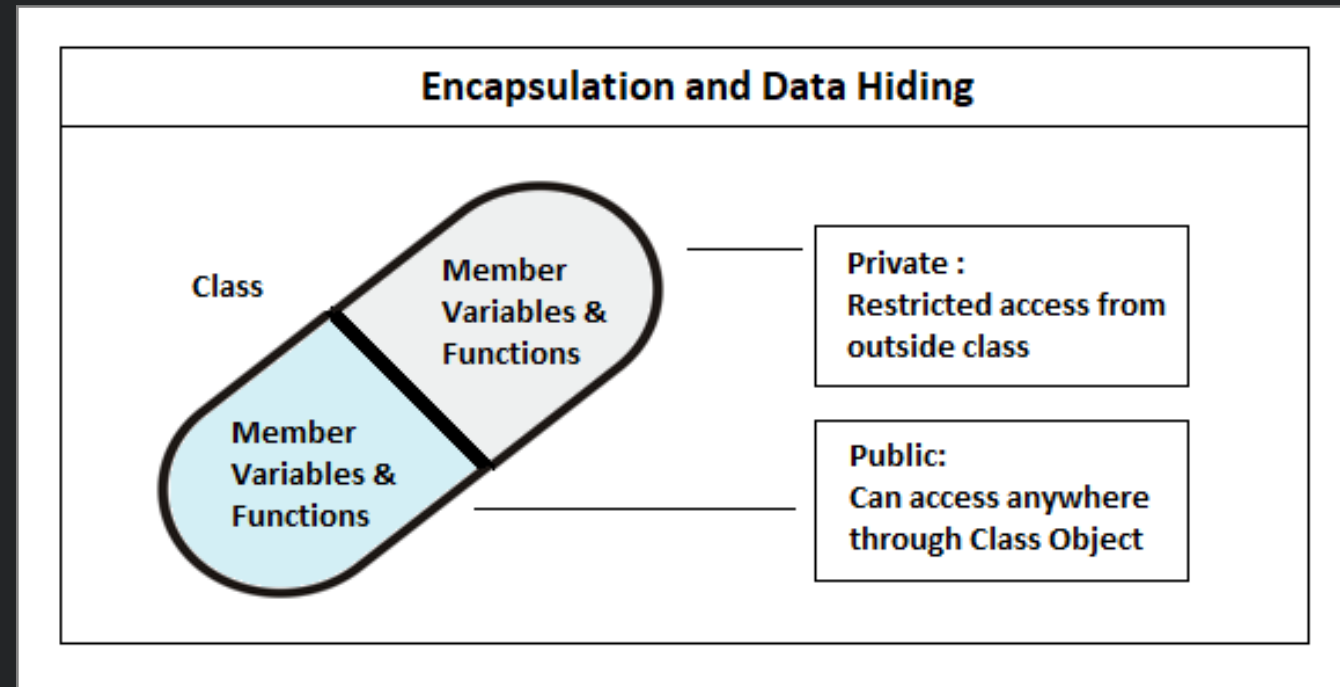 Encapsulation and Data Hiding
Class
Member
Variables &
Functions
Member
Variables &
Functions
Private :
Restricted access from
outside class
Public:
Can access anywhere
through Class Object